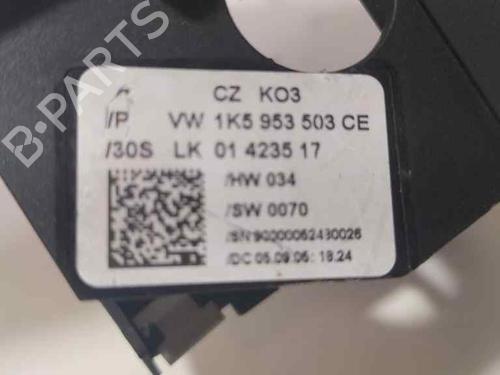 CZ KO3
/P VW 1K5 953 503 CE
/30S LK 01 4235 17
/HW 034
/SW 0070
/SN 90000062430026
/DC 05.09.06: 18.24
B-PARTS